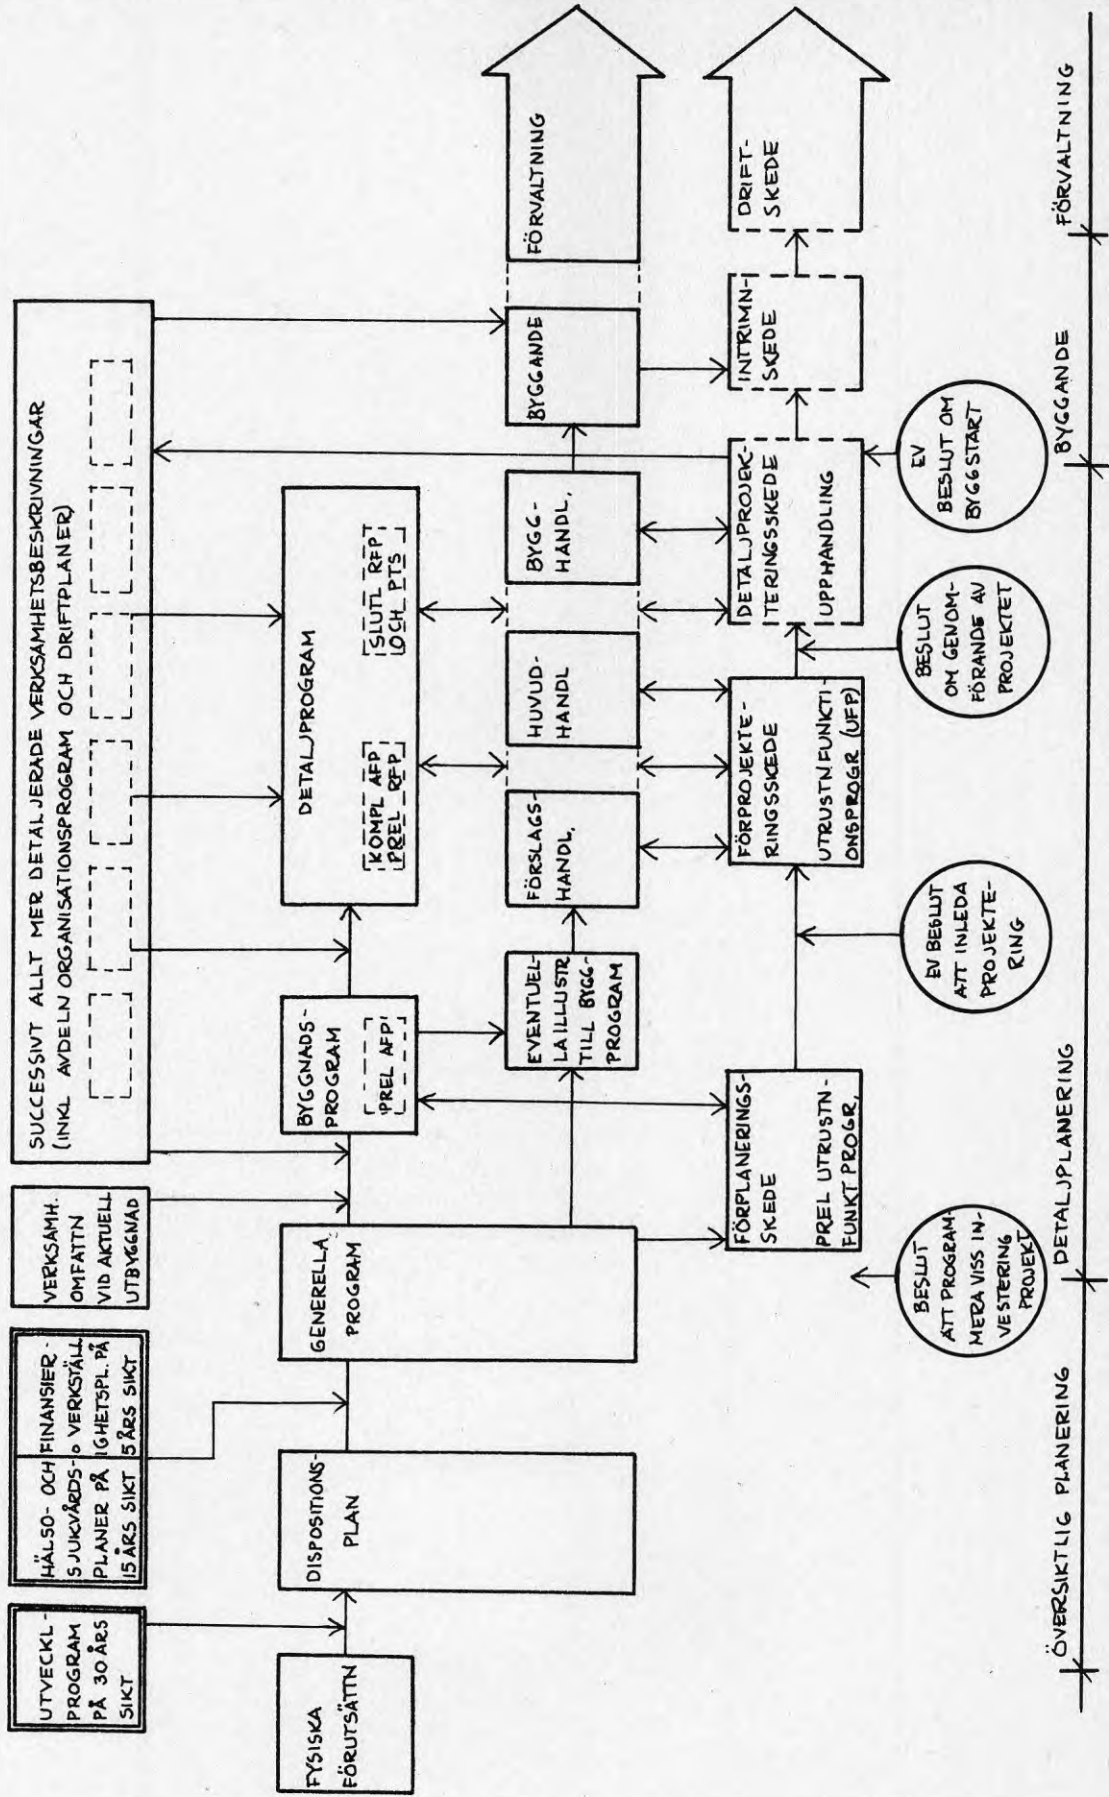 UTVECKL-
PROGRAM
PÅ 30 ÅRS
SIKT
HÄLSO- OCH
SJUKVÅRDS-
PLANER PÅ
15 ÅRS SIKT
FINANSIER-
O VERKSTÄLL
IGHETSPL. PÅ
5 ÅRS SIKT
VERKSAMH.
OMFATTN
VID AKTUELL
UTBYGGNAD
SUCCESSIVT ALLT MER DETALJERADE VERKSAMHETSBESKRIVNINGAR
(INKL AVDELN ORGANISATIONSPROGRAM OCH DRIFTPLANER)
FYSISKA
FÖRUTSÄTTN
DISPOSITIONS-
PLAN
GENERELLA
PROGRAM
BYGGNADS-
PROGRAM
PREL AFP
DETALJPROGRAM
KOMPL AFP
PREL RFP
SLUTL RFP
OCH PTS
EVENTUEL-
LA ILLUSTR
TILL BYGG-
PROGRAM
FÖRSLAGS-
HANDL,
HUVUD-
HANDL
BYGG-
HANDL,
BYGGANDE
FÖRVALTNING
FÖRPLANERINGS-
SKEDE
PREL UTRUSTN-
FUNKT PROGR,
FÖRPROJEKTE-
RINGSSKEDE
UTRUSTN FUNKTI-
ONSPROGR (UFP)
DETALJPROJEK-
TERINGSSKEDE
UPPHANDLING
INTRIMN-
SKEDE
DRIFT-
SKEDE
BESLUT
ATT PROGRAM-
MERA VISS IN-
VESTERING
PROJEKT
EV BESLUT
ATT INLEDA
PROJEKTE-
RING
BESLUT
OM GENOM-
FÖRANDE AV
PROJEKTET
EV
BESLUT OM
BYGGSTART
ÖVERSIKTLIG PLANERING
DETALJPLANERING
BYGGANDE
FÖRVALTNING